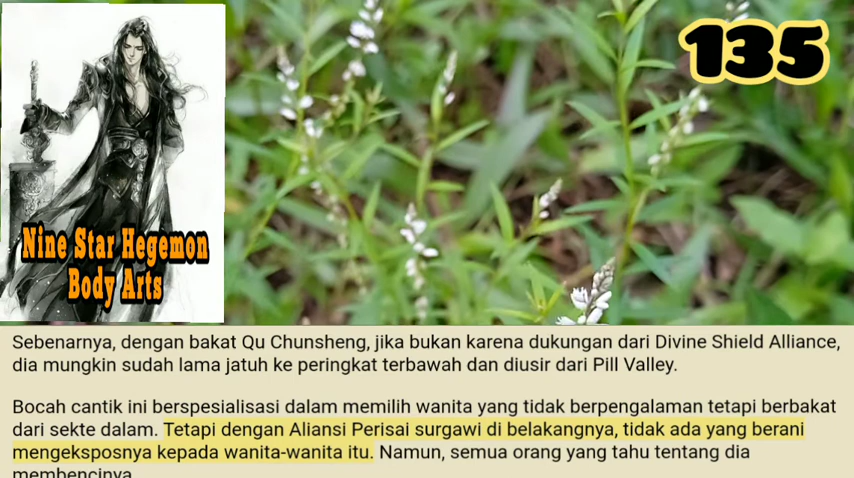 135
Nine Star Hegemon
Body Arts
Sebenarnya, dengan bakat Qu Chunsheng, jika bukan karena dukungan dari Divine Shield Alliance,
dia mungkin sudah lama jatuh ke peringkat terbawah dan diusir dari Pill Valley.
Bocah cantik ini berspesialisasi dalam memilih wanita yang tidak berpengalaman tetapi berbakat
dari sekte dalam. Tetapi dengan Aliansi Perisai surgawi di belakangnya, tidak ada yang berani
mengeksposnya kepada wanita-wanita itu. Namun, semua orang yang tahu tentang dia
membencinya